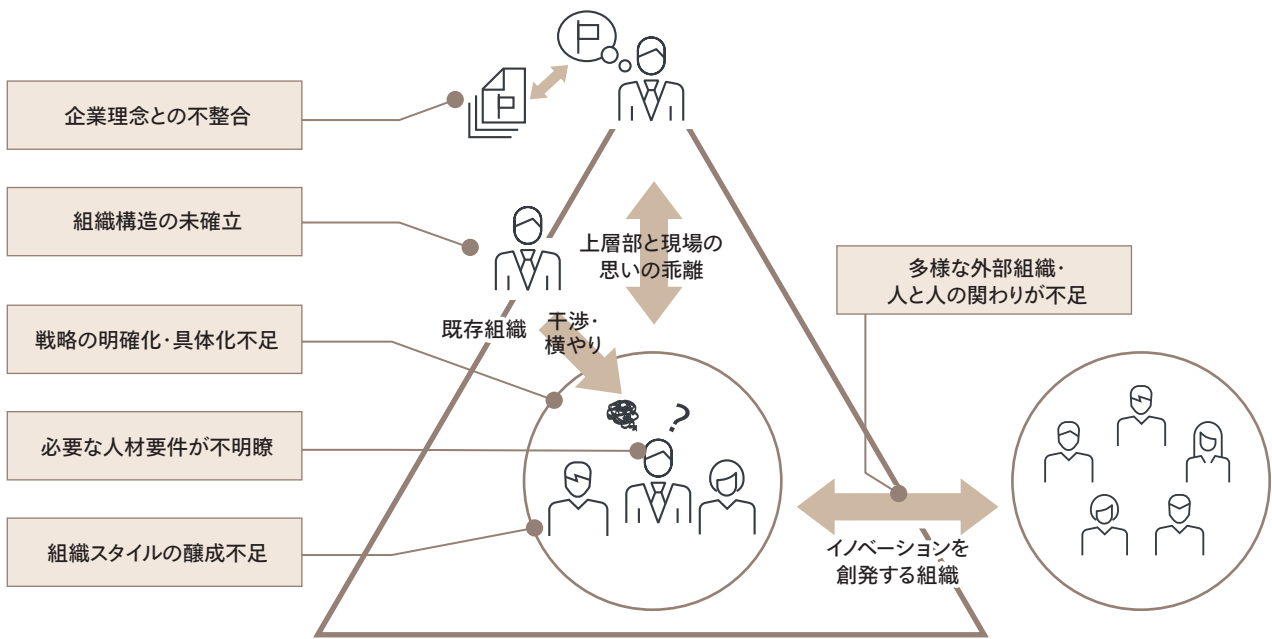 企業理念との不整合
組織構造の未確立
戦略の明確化・具体化不足
必要な人材要件が不明瞭
組織スタイルの醸成不足
上層部と現場の
思いの乖離
既存組織
干渉・
横やり
多様な外部組織・
人と人の関わりが不足
?
イノベーションを
創発する組織